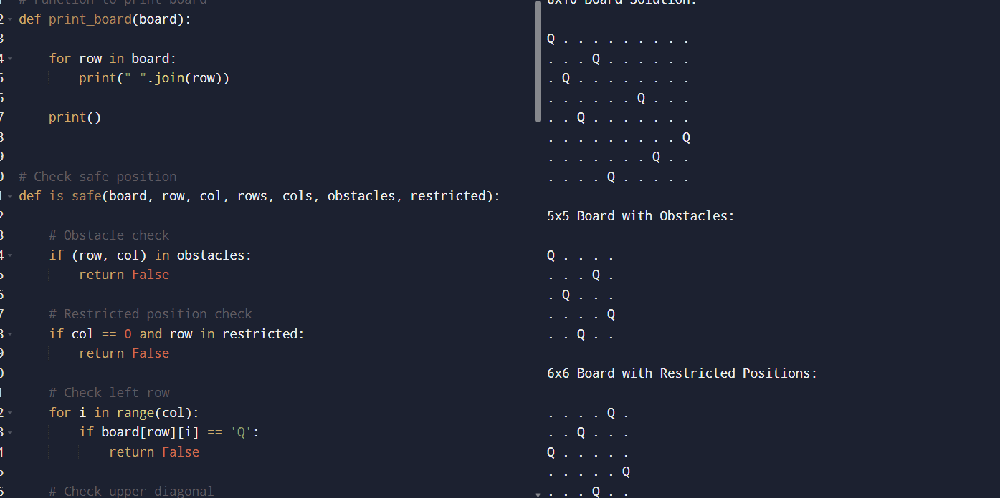 # Function to print board
def print_board(board):
for row in board:
print(" ".join(row))
print()
# Check safe position
def is_safe(board, row, col, rows, cols, obstacles, restricted):
# Obstacle check
if (row, col) in obstacles:
return False
# Restricted position check
if col == 0 and row in restricted:
return False
# Check left row
for i in range(col):
if board[row][i] == 'Q':
return False
# Check upper diagonal
8x10 Board Solution:
Q . . . . . . . . .
. . . Q . . . . . .
. Q . . . . . . . .
. . . . . . Q . . .
. . Q . . . . . . .
. . . . . . . . . Q
. . . . . . . Q . .
. . . . Q . . . . .
5x5 Board with Obstacles:
Q . . . .
. . . Q .
. Q . . .
. . . . Q
. . Q . .
6x6 Board with Restricted Positions:
. . . . Q .
. . Q . . .
Q . . . . .
. . . . . Q
. . . Q . .